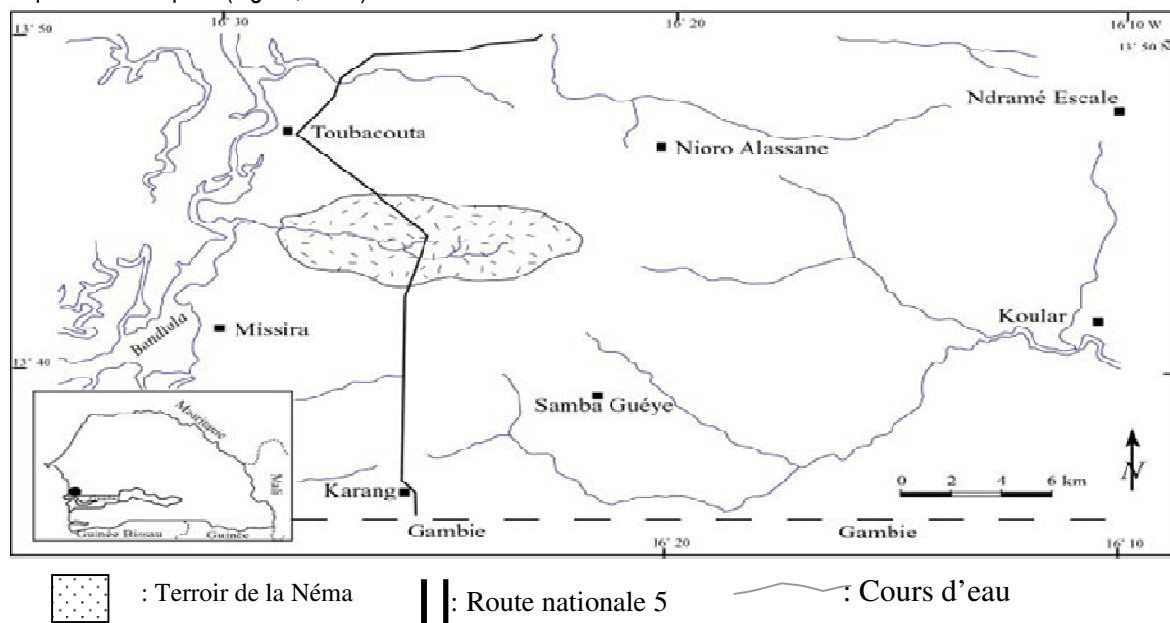 16° 30
16° 20
16° 10 W
13° 50
13° 50 N
Ndramé Escale
Toubacouta
Nioro Alassane
Koular
Missira
Bandiala
13° 40
Samba Guéye
Mauritanie
Mali
Guinée Bissau
Guinée
Karang
0 2 4 6 km
N
Gambie
Gambie
16° 20
16° 10
: Terroir de la Néma
: Route nationale 5
: Cours d'eau